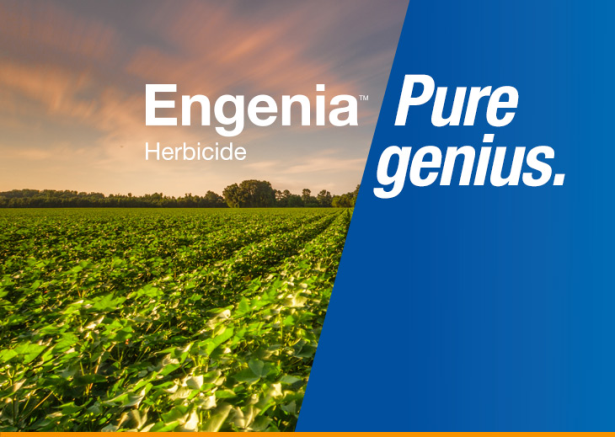 Engenia™
Herbicide
Pure
genius.